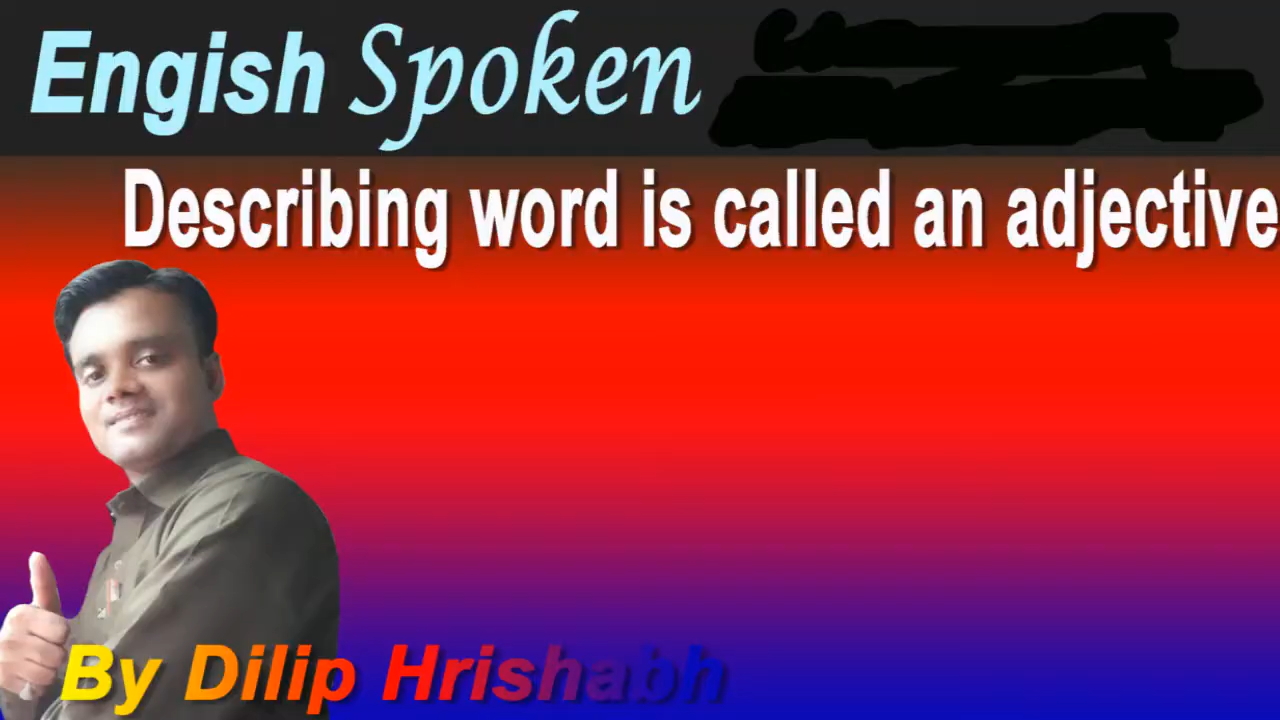 Engish Spoken
Describing word is called an adjective
By Dilip Hrishabh